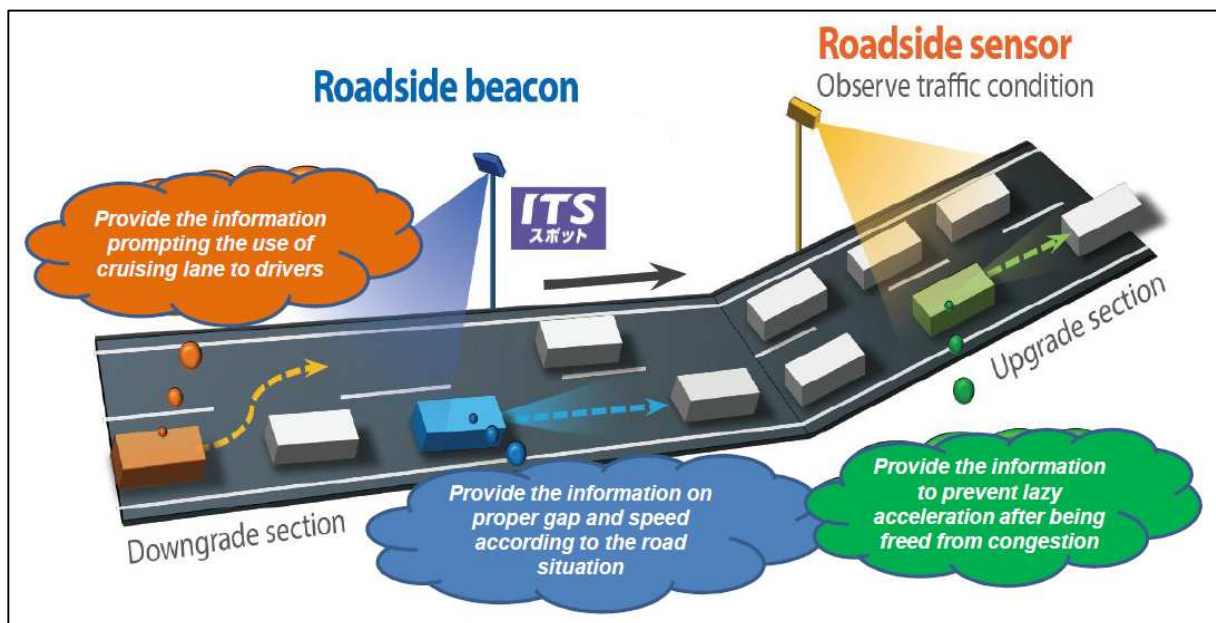 Roadside sensor
Observe traffic condition
Roadside beacon
ITS
スポット
Provide the information
prompting the use of
cruising lane to drivers
Upgrade section
Downgrade section
Provide the information on
proper gap and speed
according to the road
situation
Provide the information
to prevent lazy
acceleration after being
freed from congestion